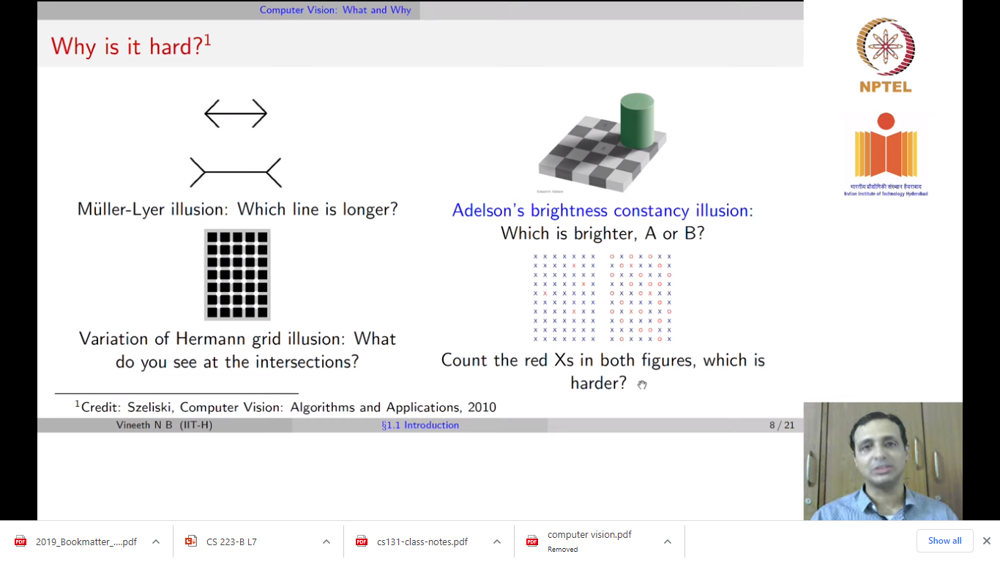 Computer Vision: What and Why
Why is it hard?¹
Müller-Lyer illusion: Which line is longer?
Variation of Hermann grid illusion: What
do you see at the intersections?
Adelson's brightness constancy illusion:
Which is brighter, A or B?
Count the red Xs in both figures, which is
harder?
¹Credit: Szeliski, Computer Vision: Algorithms and Applications, 2010
Vineeth N B (IIT-H)
§1.1 Introduction
8 / 21
NPTEL
भारतीय प्रौद्योगिकी संस्थान हैदराबाद
Indian Institute of Technology Hyderabad
2019_Bookmatter_....pdf
CS 223-B L7
cs131-class-notes.pdf
computer vision.pdf
Removed
Show all